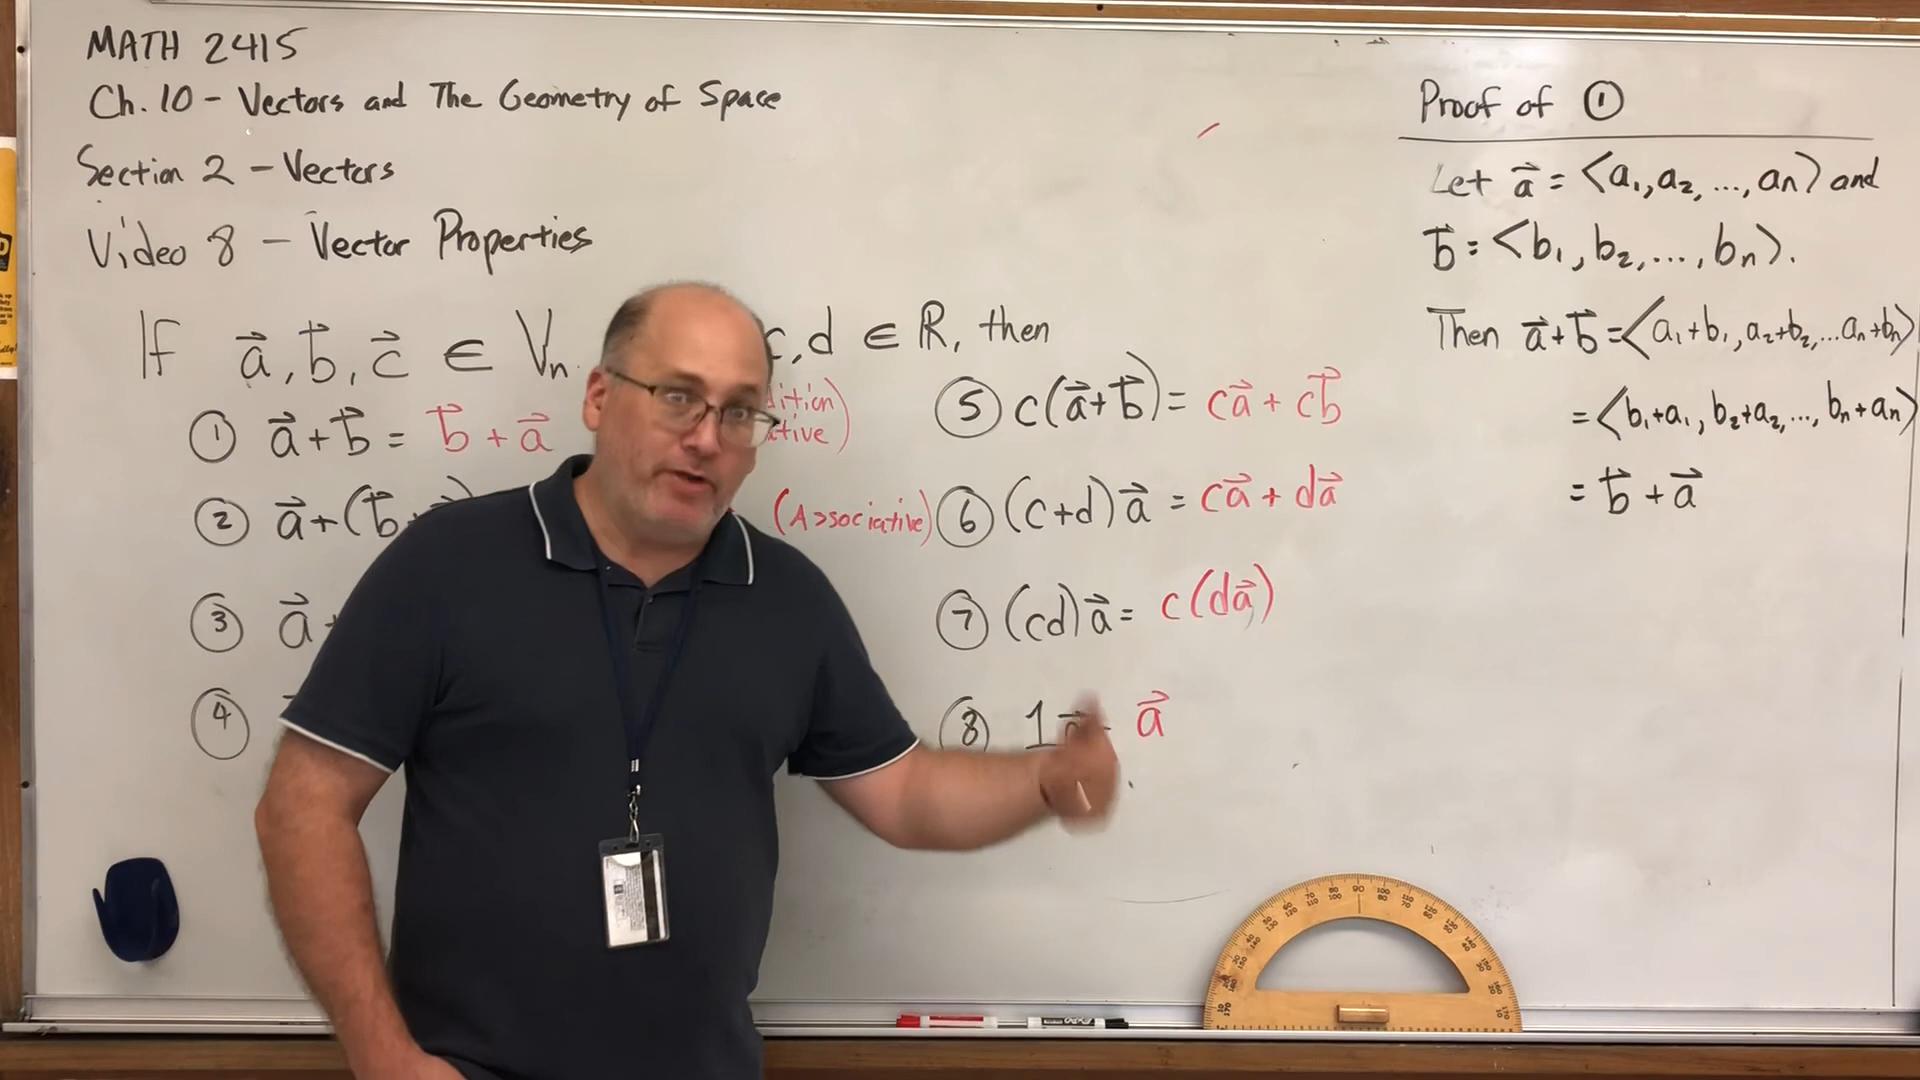 MATH 2415
Ch. 10 - Vectors and The Geometry of Space
Section 2 - Vectors
Video 8 - Vector Properties
If a⃗, b⃗, c⃗ ∈ Vn c, d ∈ ℝ, then
① a⃗ + b⃗ = b⃗ + a⃗
② a⃗ + (b⃗ + ) (Associative)
③ a⃗ +
④
⑤ c(a⃗ + b⃗) = ca⃗ + cb⃗
⑥ (c+d)a⃗ = ca⃗ + da⃗
⑦ (cd)a⃗ = c(da⃗)
⑧ 1a⃗ = a⃗
Proof of ①
Let a⃗ = <a₁, a₂, ..., an> and
b⃗ = <b₁, b₂, ..., bn>.
Then a⃗ + b⃗ = <a₁+b₁, a₂+b₂, ... an+bn>
= <b₁+a₁, b₂+a₂, ..., bn+an>
= b⃗ + a⃗